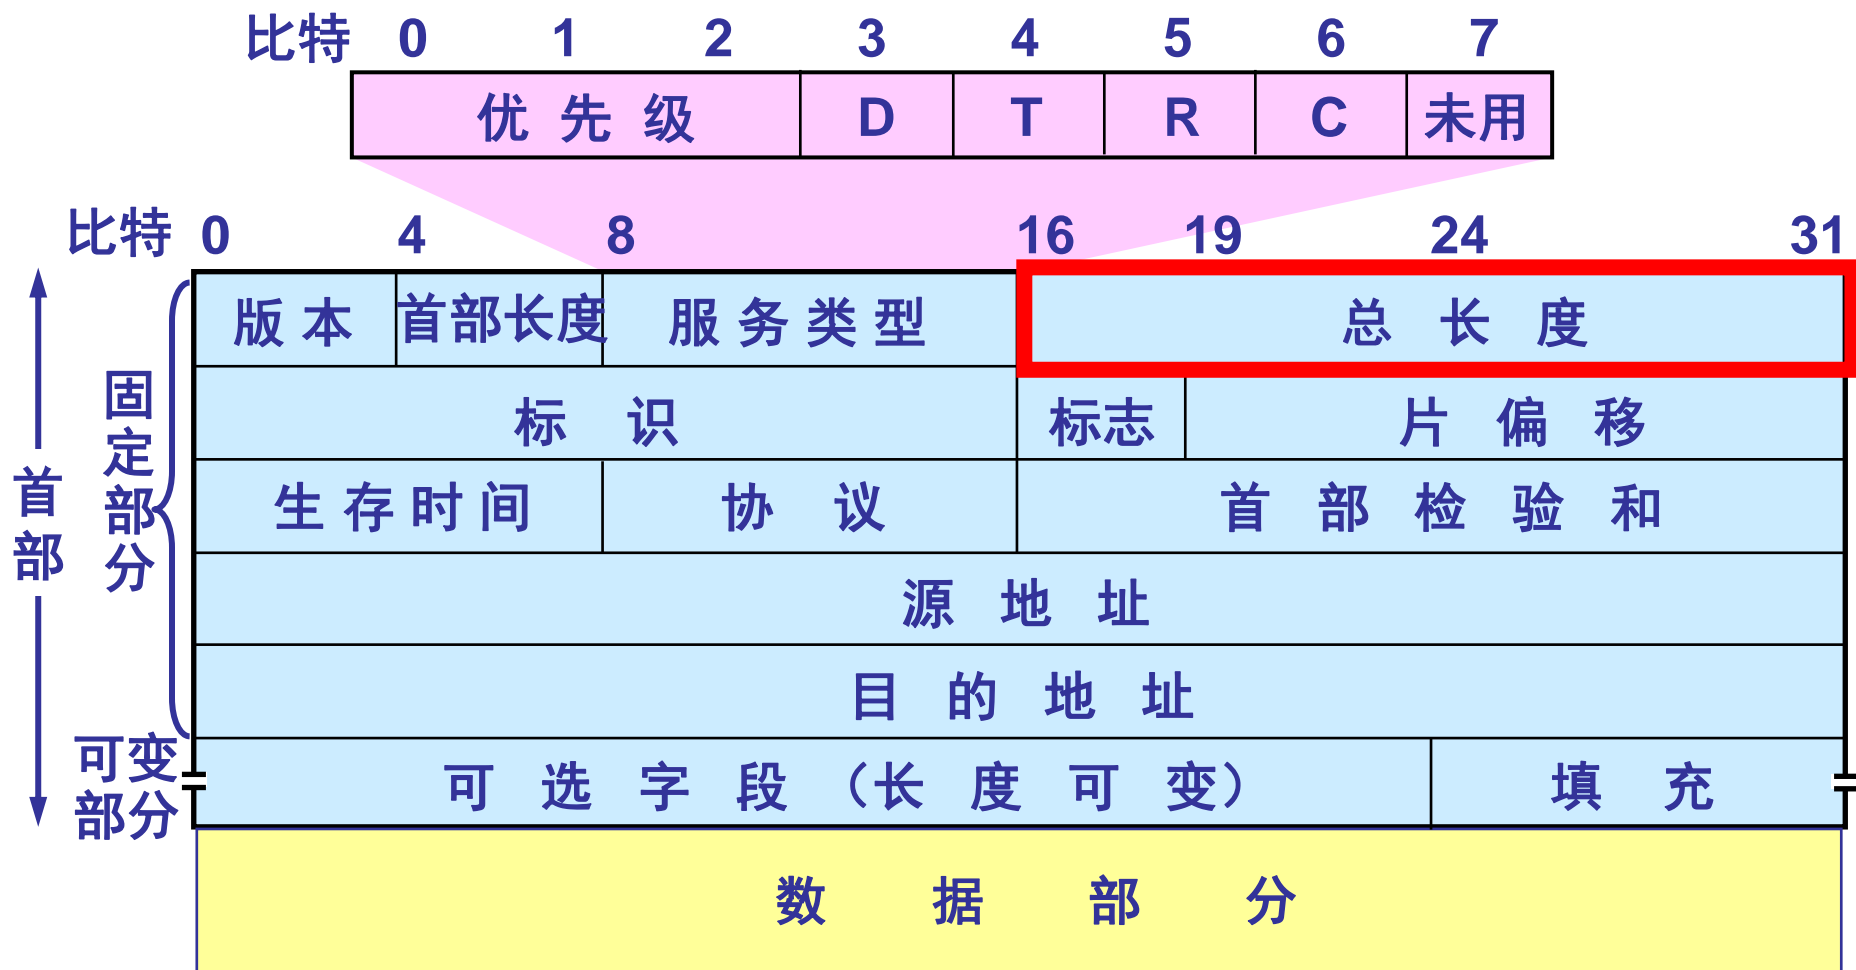 比特 0 1 2 3 4 5 6 7
优先级 D T R C 未用
比特 0 4 8 16 19 24 31
版本 首部长度 服务类型 总长度
标识 标志 片偏移
生存时间 协议 首部检验和
源地址
目的地址
可选字段（长度可变） 填充
数据部分
首部
固定部分
可变
部分